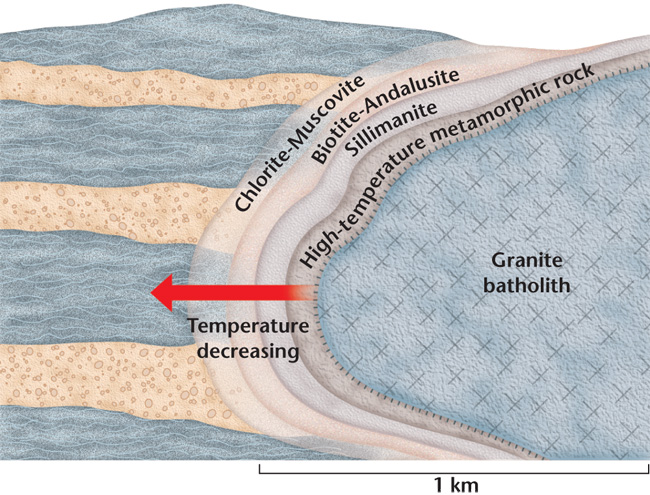 Chlorite-Muscovite
Biotite-Andalusite
Sillimanite
High-temperature metamorphic rock
Granite
batholith
Temperature
decreasing
1 km